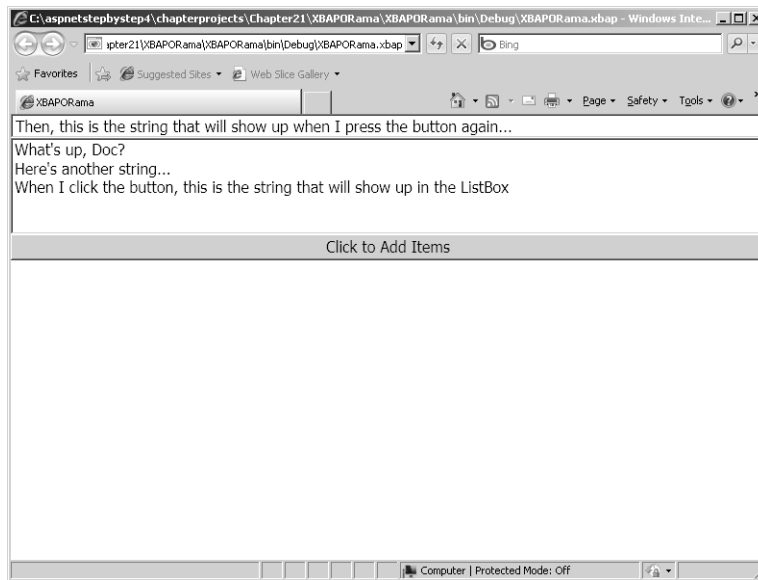 C:\aspnetstepbystep4\chapterprojects\Chapter21\XBAPORama\XBAPORama\bin\Debug\XBAPORama.xbap - Windows Inte...
apter21\XBAPORama\XBAPORama\bin\Debug\XBAPORama.xbap
Bing
Favorites
Suggested Sites
Web Slice Gallery
XBAPORama
Page
Safety
Tools
Then, this is the string that will show up when I press the button again...
What's up, Doc?
Here's another string...
When I click the button, this is the string that will show up in the ListBox
Click to Add Items
Computer | Protected Mode: Off